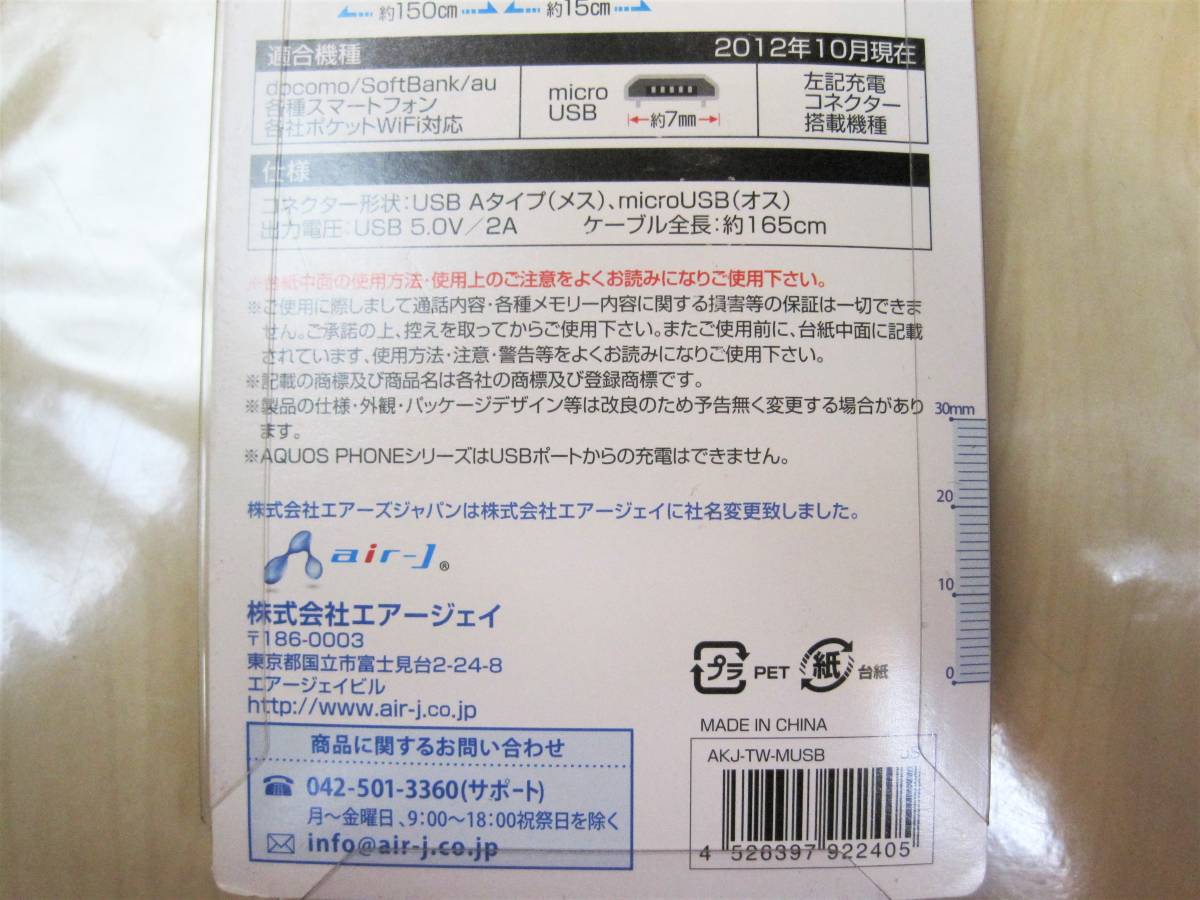 約150cm 約15cm
適合機種 2012年10月現在
docomo/SoftBank/au
各種スマートフォン
各社ポケットWiFi対応
micro
USB
約7mm
左記充電
コネクター
搭載機種
仕様
コネクター形状：USB Aタイプ（メス）、microUSB（オス）
出力電圧：USB 5.0V／2A ケーブル全長：約165cm
※台紙中面の使用方法・使用上のご注意をよくお読みになりご使用下さい。
※ご使用に際しまして通話内容・各種メモリー内容に関する損害等の保証は一切できま
せん。ご承諾の上、控えを取ってからご使用下さい。またご使用前に、台紙中面に記載
されています、使用方法・注意・警告等をよくお読みになりご使用下さい。
※記載の商標及び商品名は各社の商標及び登録商標です。
※製品の仕様・外観・パッケージデザイン等は改良のため予告無く変更する場合があり
ます。
※AQUOS PHONEシリーズはUSBポートからの充電はできません。
30mm
20
10
0
株式会社エアーズジャパンは株式会社エアージェイに社名変更致しました。
air-J®
株式会社エアージェイ
〒186-0003
東京都国立市富士見台2-24-8
エアージェイビル
http://www.air-j.co.jp
商品に関するお問い合わせ
042-501-3360(サポート)
月～金曜日、9:00～18:00祝祭日を除く
info@air-j.co.jp
プラ PET 紙 台紙
MADE IN CHINA
AKJ-TW-MUSB JS
4 526397 922405